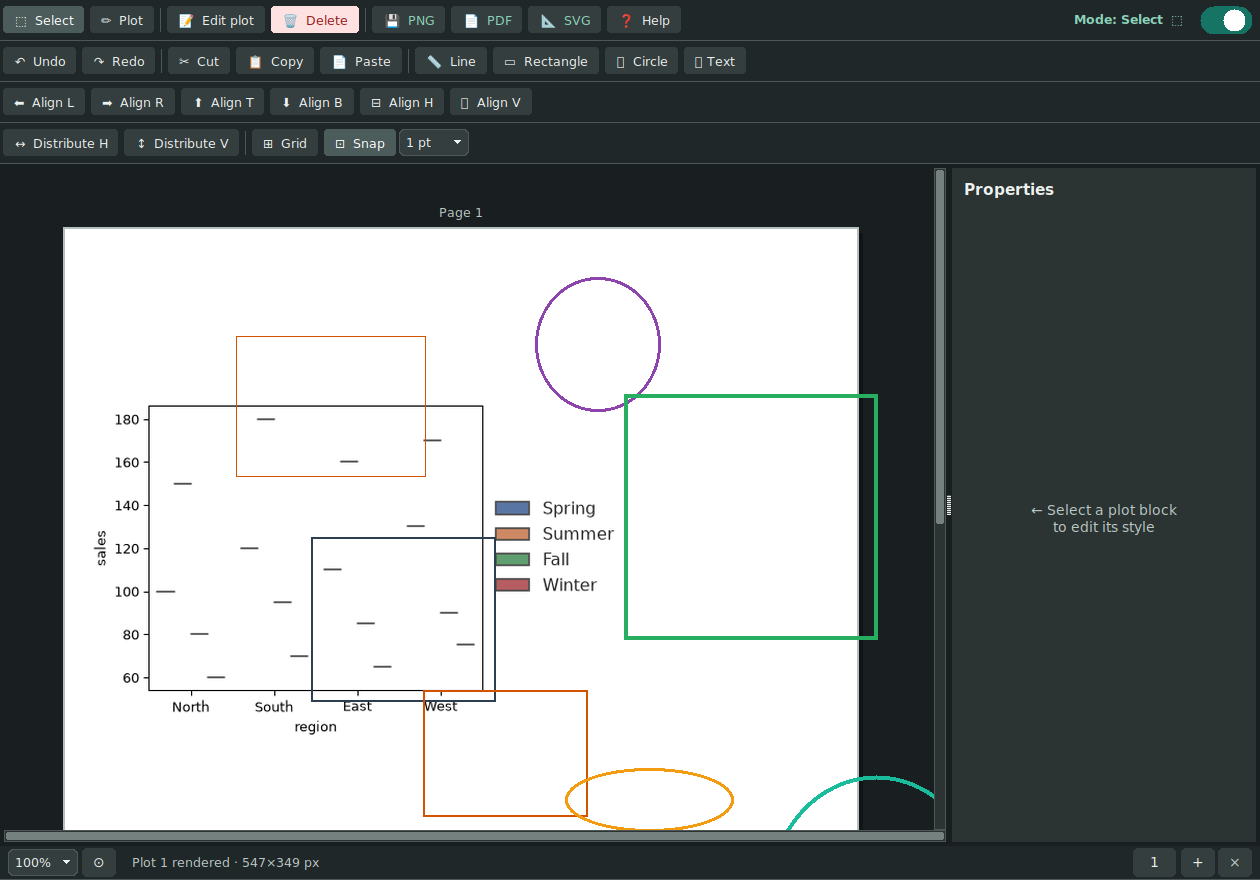 Select Plot Edit plot Delete PNG PDF SVG Help Mode: Select
Undo Redo Cut Copy Paste Line Rectangle Circle Text
Align L Align R Align T Align B Align H Align V
Distribute H Distribute V Grid Snap 1 pt
Properties
Page 1
180
160
140
120
100
80
60
sales
North South East West
region
Spring
Summer
Fall
Winter
← Select a plot block
to edit its style
100% Plot 1 rendered · 547×349 px 1 + ×